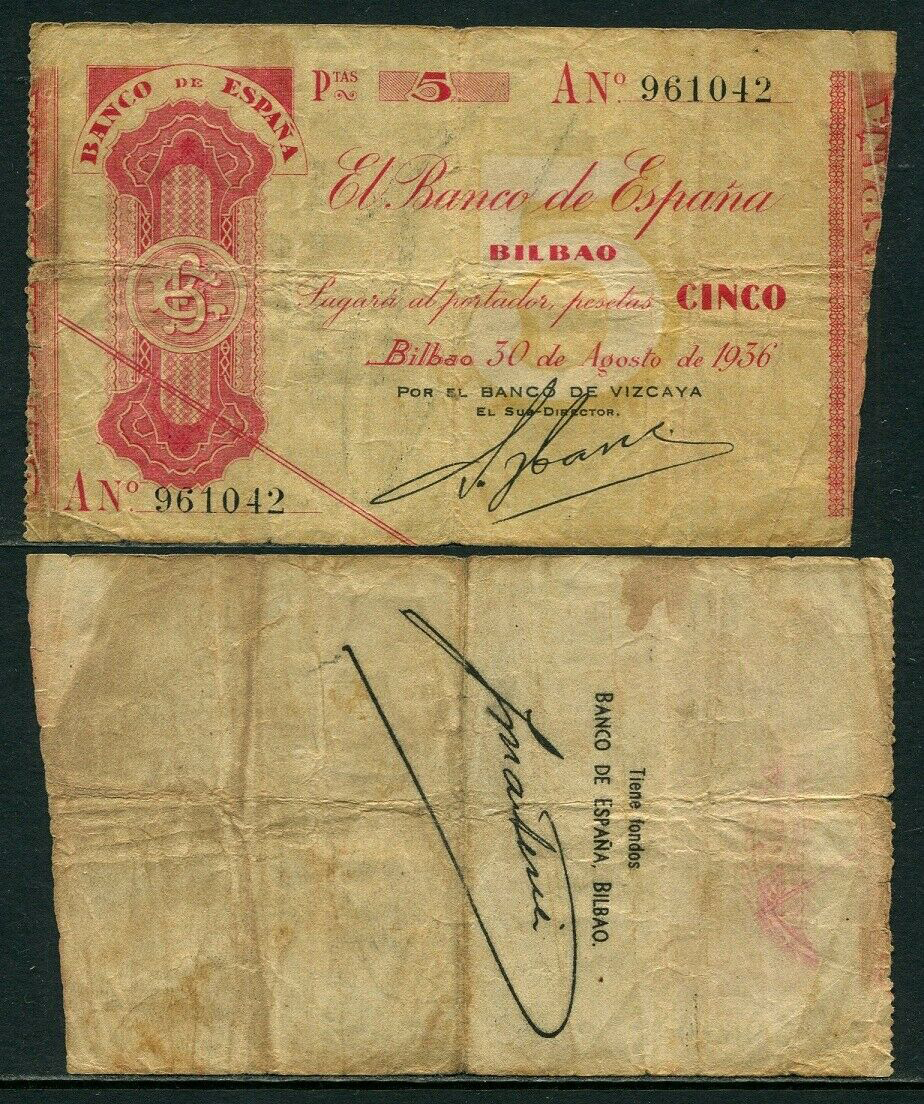 BANCO DE ESPAÑA
PTAS 5 A Nº 961042
El Banco de España
BILBAO
Pagará al portador, pesetas CINCO
Bilbao 30 de Agosto de 1936
POR EL BANCO DE VIZCAYA
EL SUB-DIRECTOR.
A Nº 961042
Tiene fondos
BANCO DE ESPAÑA, BILBAO.